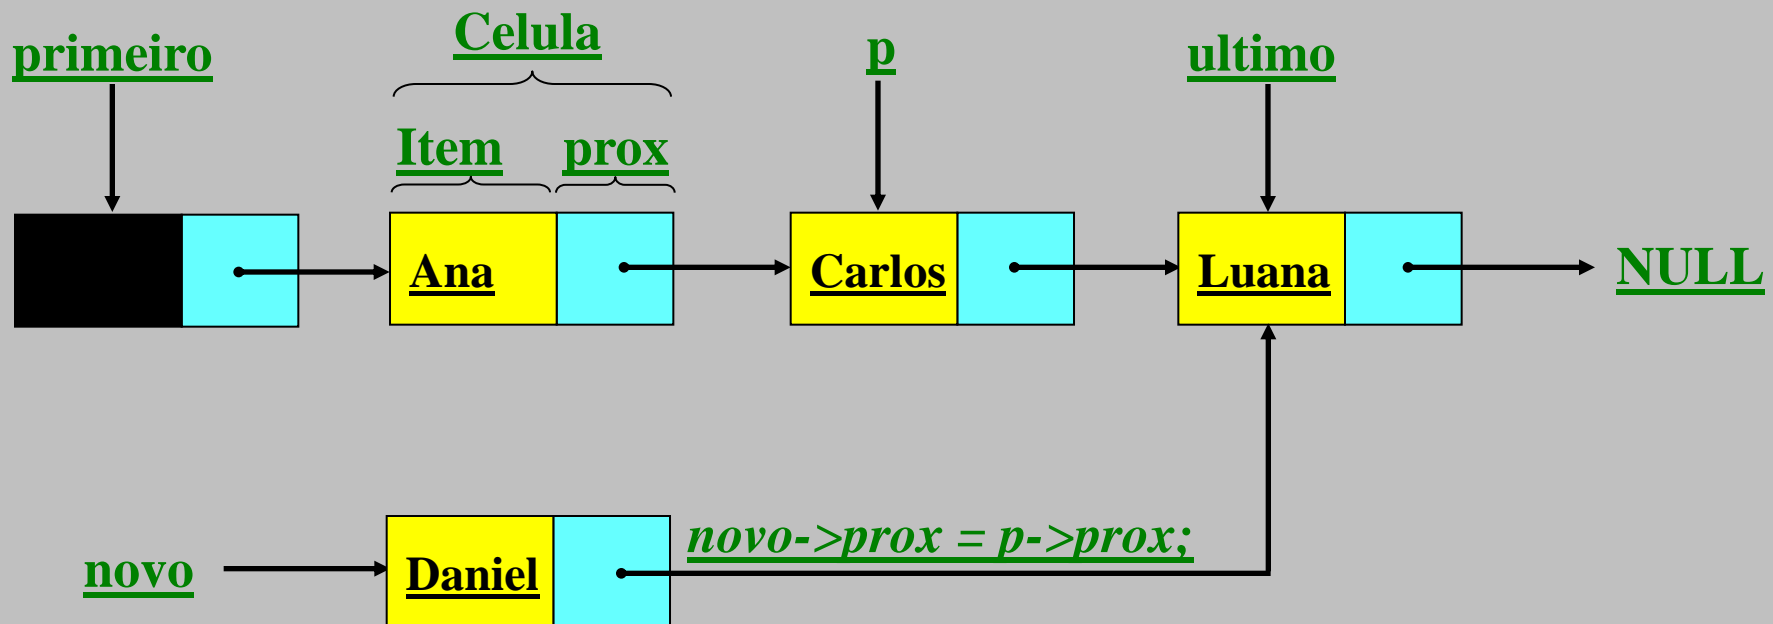 primeiro
Celula
p
ultimo
Item
prox
Ana
Carlos
Luana
NULL
novo->prox = p->prox;
novo
Daniel